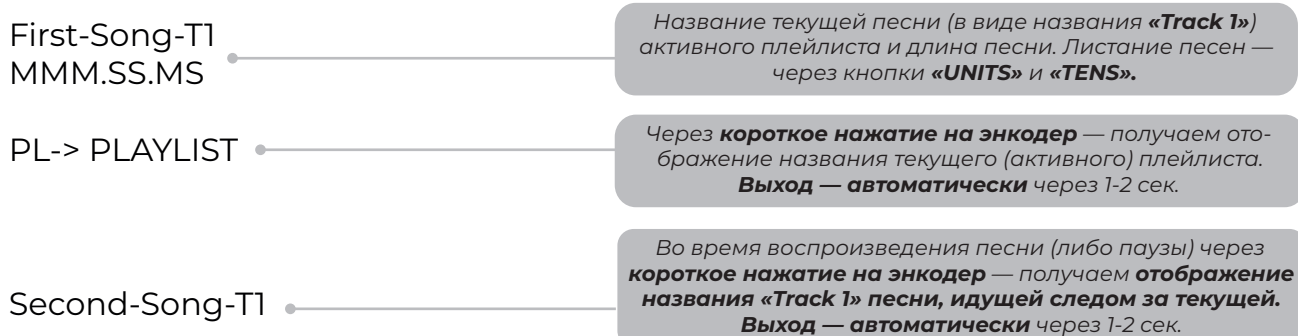 First-Song-T1
MMM.SS.MS
Название текущей песни (в виде названия «Track 1»)
активного плейлиста и длина песни. Листание песен —
через кнопки «UNITS» и «TENS».
PL-> PLAYLIST
Через короткое нажатие на энкодер — получаем ото-
бражение названия текущего (активного) плейлиста.
Выход — автоматически через 1-2 сек.
Second-Song-T1
Во время воспроизведения песни (либо паузы) через
короткое нажатие на энкодер — получаем отображение
названия «Track 1» песни, идущей следом за текущей.
Выход — автоматически через 1-2 сек.